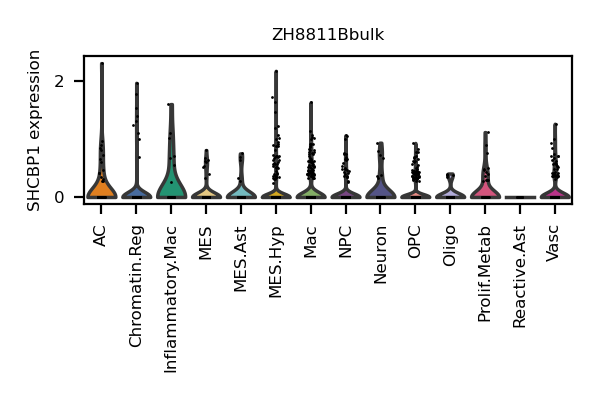 ZH8811Bbulk
SHCBP1 expression
2
0
AC
Chromatin.Reg
Inflammatory.Mac
MES
MES.Ast
MES.Hyp
Mac
NPC
Neuron
OPC
Oligo
Prolif.Metab
Reactive.Ast
Vasc